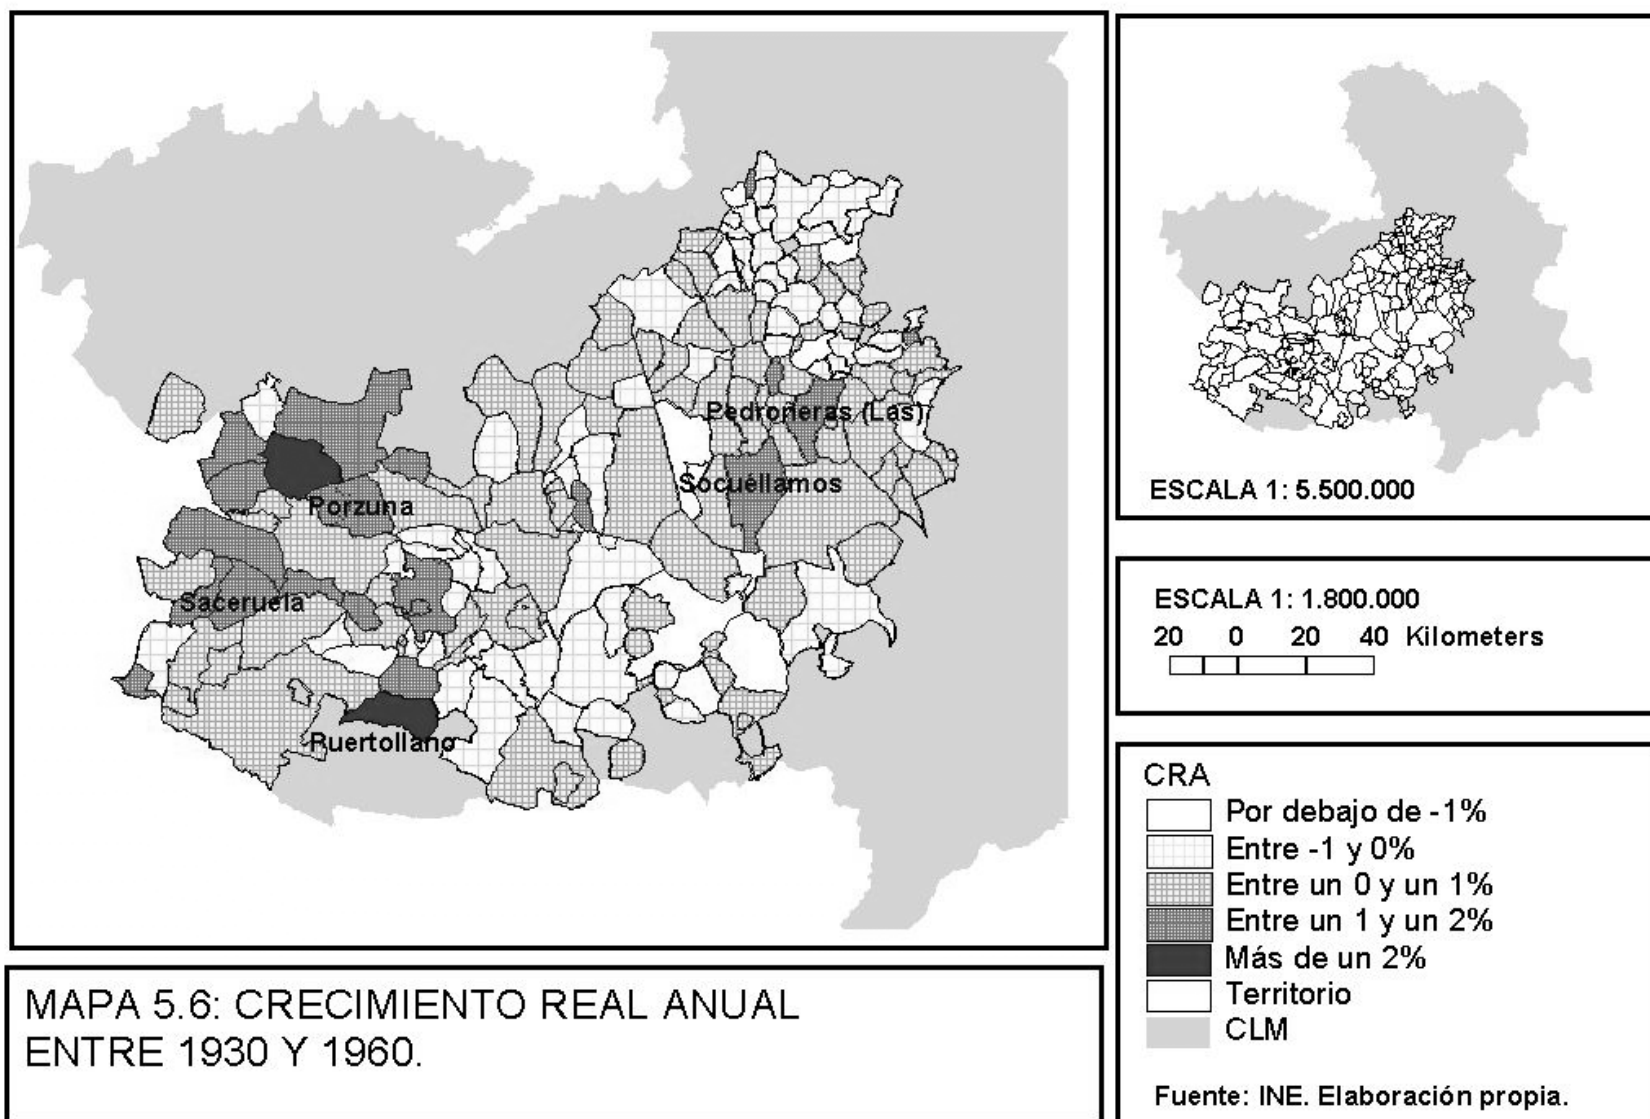 Pedroñeras (Las)
Socuéllamos
Porzuna
Saceruela
Puertollano
ESCALA 1: 5.500.000
ESCALA 1: 1.800.000
20 0 20 40 Kilometers
CRA
Por debajo de -1%
Entre -1 y 0%
Entre un 0 y un 1%
Entre un 1 y un 2%
Más de un 2%
Territorio
CLM
Fuente: INE. Elaboración propia.
MAPA 5.6: CRECIMIENTO REAL ANUAL
ENTRE 1930 Y 1960.